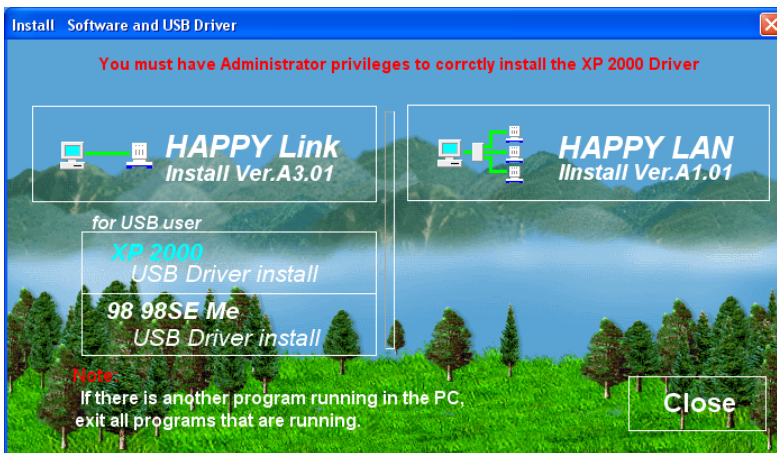 Install Software and USB Driver
You must have Administrator privileges to corrctly install the XP 2000 Driver
HAPPY Link
Install Ver.A3.01
HAPPY LAN
IInstall Ver.A1.01
for USB user
XP 2000
USB Driver install
98 98SE Me
USB Driver install
Note:
If there is another program running in the PC,
exit all programs that are running.
Close